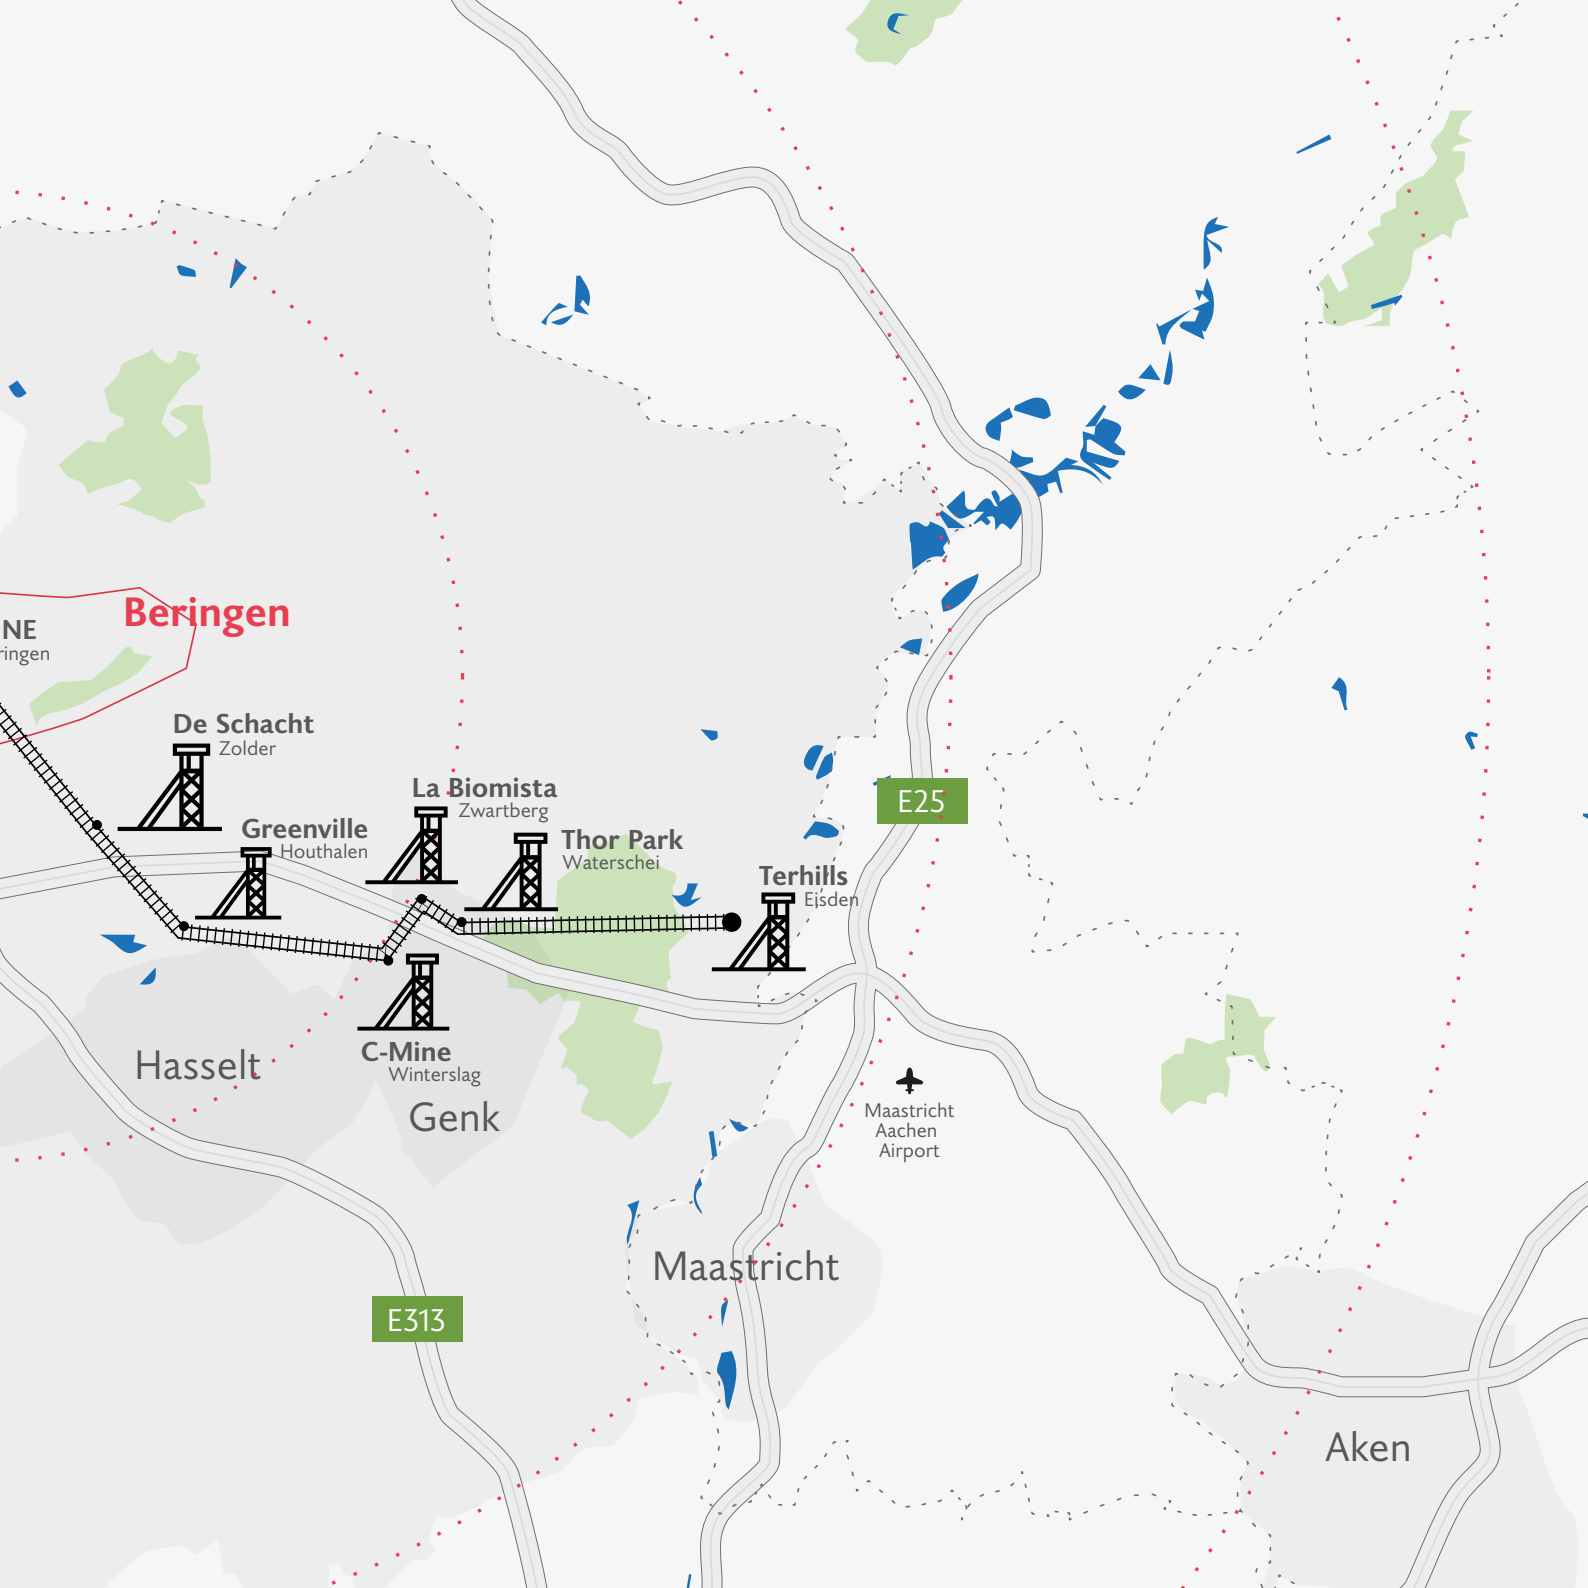 Beringen
NE
ringen
De Schacht
Zolder
La Biomista
Zwartberg
Greenville
Houthalen
Thor Park
Waterschei
E25
Terhills
Eisden
C-Mine
Winterslag
Hasselt
Genk
Maastricht
Aachen
Airport
Maastricht
E313
Aken